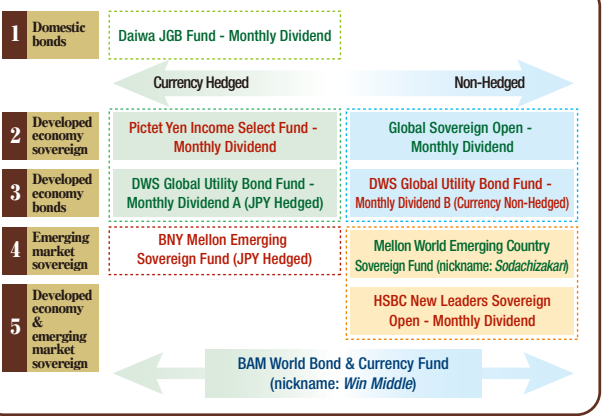 1 Domestic
bonds
Daiwa JGB Fund - Monthly Dividend
Currency Hedged
Non-Hedged
2 Developed
economy
sovereign
Pictet Yen Income Select Fund -
Monthly Dividend
Global Sovereign Open -
Monthly Dividend
3 Developed
economy
bonds
DWS Global Utility Bond Fund -
Monthly Dividend A (JPY Hedged)
DWS Global Utility Bond Fund -
Monthly Dividend B (Currency Non-Hedged)
4 Emerging
market
sovereign
BNY Mellon Emerging
Sovereign Fund (JPY Hedged)
Mellon World Emerging Country
Sovereign Fund (nickname: Sodachizakari)
5 Developed
economy
&
emerging
market
sovereign
HSBC New Leaders Sovereign
Open - Monthly Dividend
BAM World Bond & Currency Fund
(nickname: Win Middle)